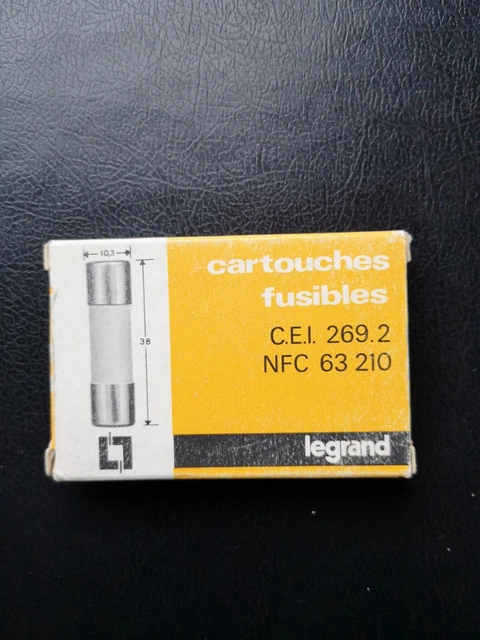 10,3
38
cartouches
fusibles
C.E.I. 269.2
NFC 63 210
legrand